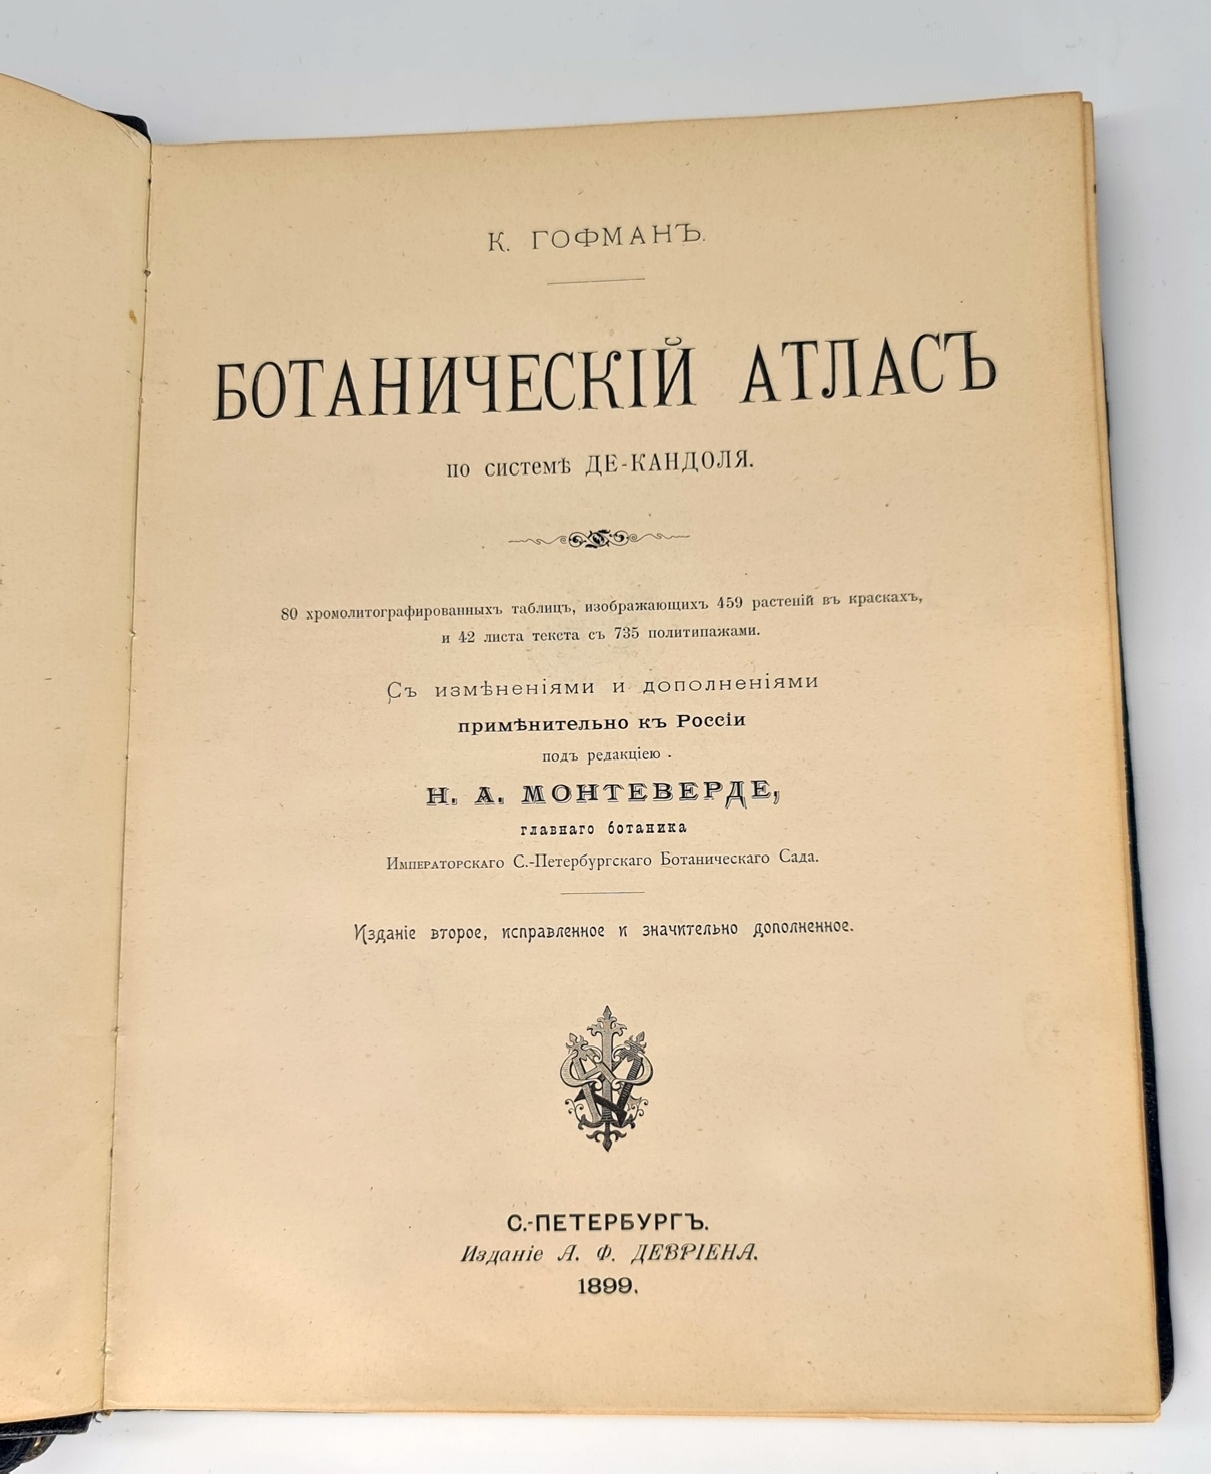 К. ГОФМАНЪ.
БОТАНИЧЕСКІЙ АТЛАСЪ
по системѣ ДЕ-КАНДОЛЯ.
80 хромолитографированныхъ таблицъ, изображающихъ 459 растеній въ краскахъ,
и 42 листа текста съ 735 политипажами.
Съ измѣненіями и дополненіями
примѣнительно къ Россіи
подъ редакціею
Н. А. МОНТЕВЕРДЕ,
главнаго ботаника
Императорскаго С.-Петербургскаго Ботаническаго Сада.
Изданіе второе, исправленное и значительно дополненное.
С.-ПЕТЕРБУРГЪ.
Изданіе А. Ф. ДЕВРІЕНА.
1899.